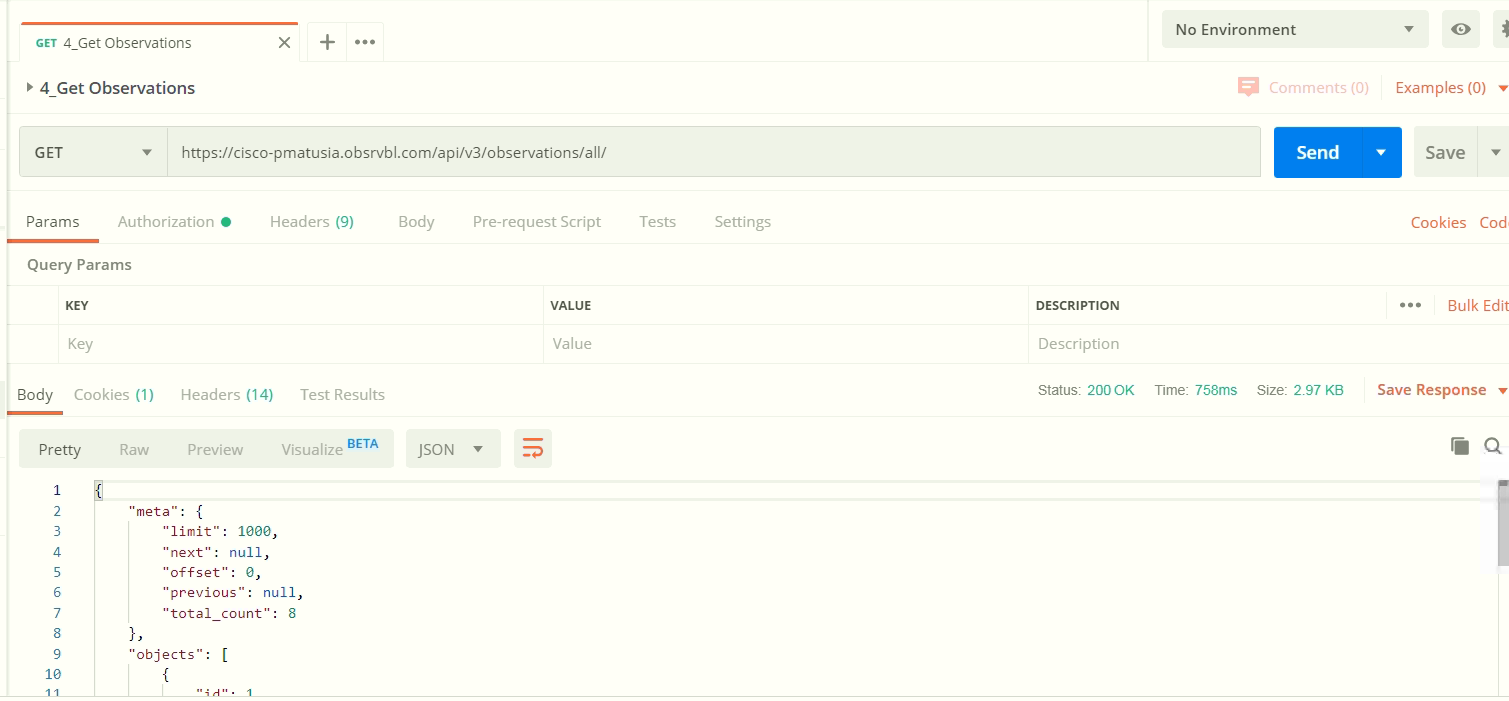 GET 4_Get Observations
No Environment
4_Get Observations
Comments (0) Examples (0)
GET https://cisco-pmatusia.obsrvbl.com/api/v3/observations/all/ Send Save
Params Authorization Headers (9) Body Pre-request Script Tests Settings Cookies
Query Params
KEY VALUE DESCRIPTION Bulk Edit
Key Value Description
Body Cookies (1) Headers (14) Test Results Status: 200 OK Time: 758ms Size: 2.97 KB Save Response
Pretty Raw Preview Visualize BETA JSON
1 {
2 "meta": {
3 "limit": 1000,
4 "next": null,
5 "offset": 0,
6 "previous": null,
7 "total_count": 8
8 },
9 "objects": [
10 {
11 "id": 1